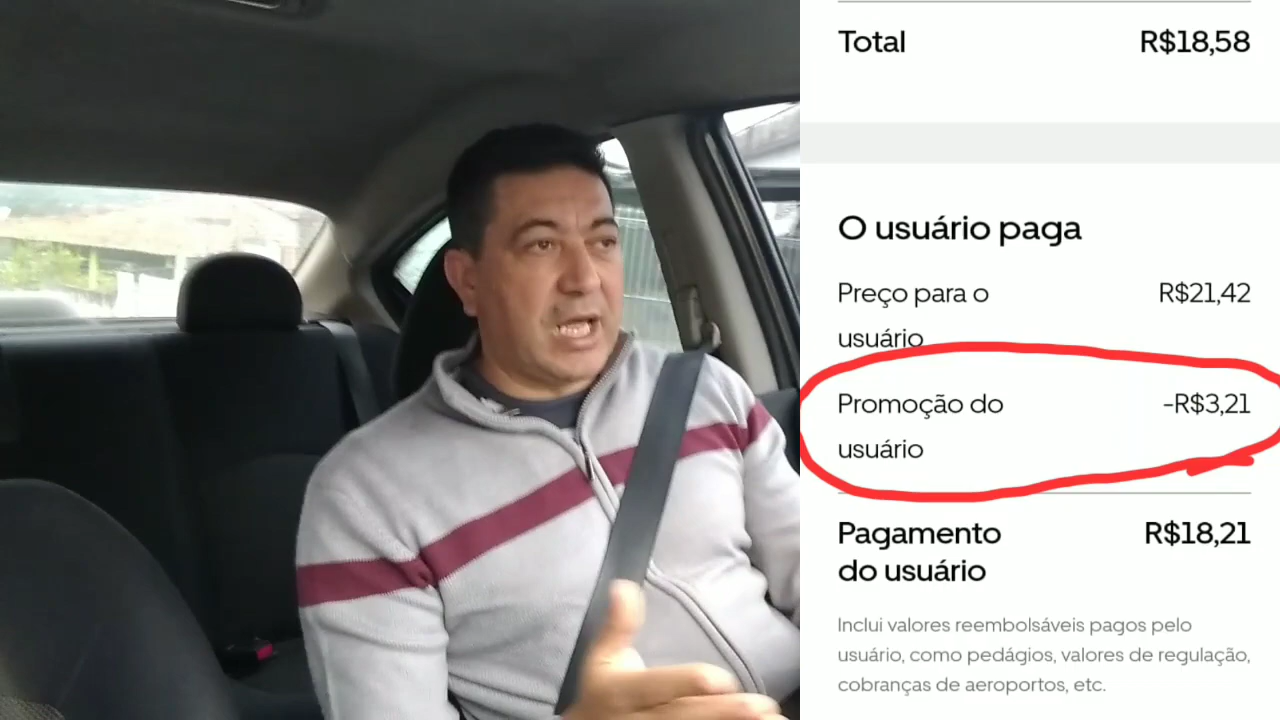 Total R$18,58
O usuário paga
Preço para o R$21,42
usuário
Promoção do -R$3,21
usuário
Pagamento R$18,21
do usuário
Inclui valores reembolsáveis pagos pelo
usuário, como pedágios, valores de regulação,
cobranças de aeroportos, etc.